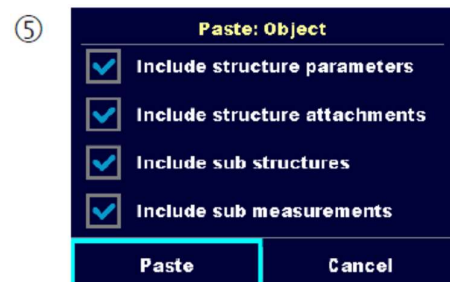 ⑤
Paste: Object
Include structure parameters
Include structure attachments
Include sub structures
Include sub measurements
Paste Cancel